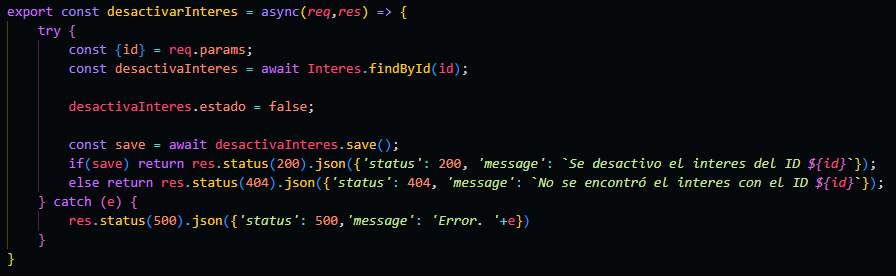 export const desactivarInteres = async(req,res) => {
try {
const {id} = req.params;
const desactivaInteres = await Interes.findById(id);
desactivaInteres.estado = false;
const save = await desactivaInteres.save();
if(save) return res.status(200).json({'status': 200, 'message': `Se desactivo el interes del ID ${id}`});
else return res.status(404).json({'status': 404, 'message': `No se encontró el interes con el ID ${id}`});
} catch (e) {
res.status(500).json({'status': 500,'message': 'Error. '+e})
}
}